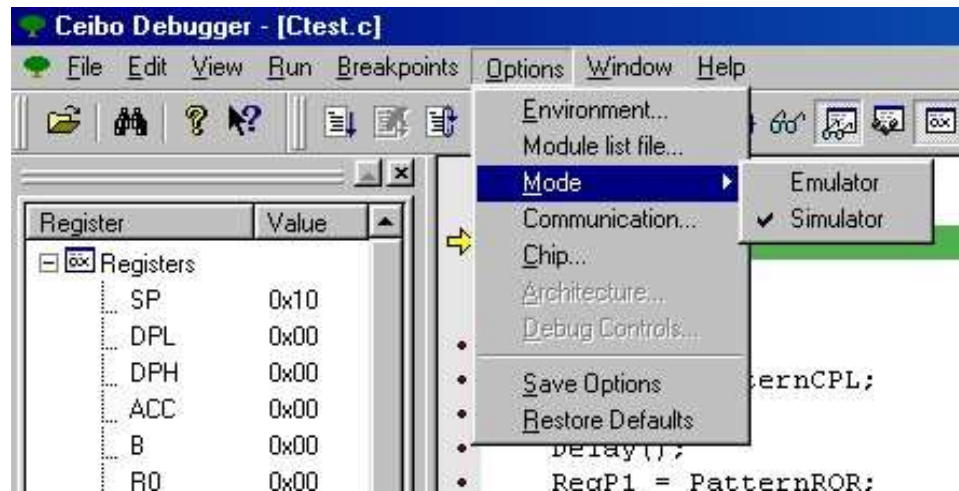 Ceibo Debugger - [Ctest.c]
File Edit View Run Breakpoints Options Window Help
Environment...
Module list file...
Mode
Communication...
Chip...
Architecture...
Debug Controls...
Save Options
Restore Defaults
Emulator
Simulator
Register Value
Registers
SP 0x10
DPL 0x00
DPH 0x00
ACC 0x00
B 0x00
R0 0x00
ternCPL;
Delay();
RegP1 = PatternROR;